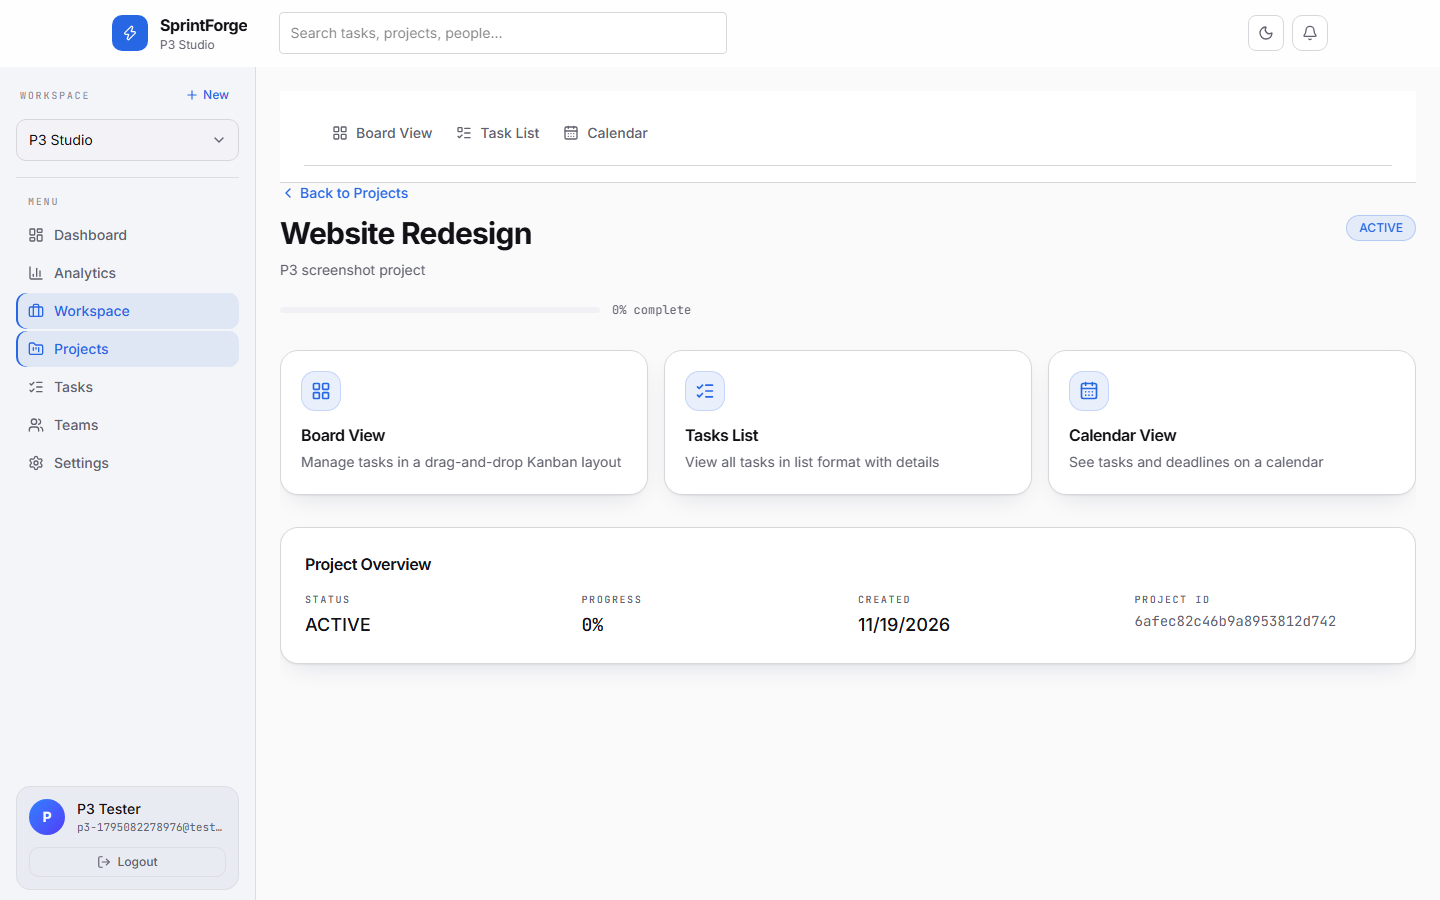 SprintForge
P3 Studio
Search tasks, projects, people...
WORKSPACE
New
P3 Studio
MENU
Dashboard
Analytics
Workspace
Projects
Tasks
Teams
Settings
P
P3 Tester
p3-1795082278976@test…
Logout
Board View
Task List
Calendar
Back to Projects
Website Redesign
ACTIVE
P3 screenshot project
0% complete
Board View
Manage tasks in a drag-and-drop Kanban layout
Tasks List
View all tasks in list format with details
Calendar View
See tasks and deadlines on a calendar
Project Overview
STATUS
ACTIVE
PROGRESS
0%
CREATED
11/19/2026
PROJECT ID
6afec82c46b9a8953812d742